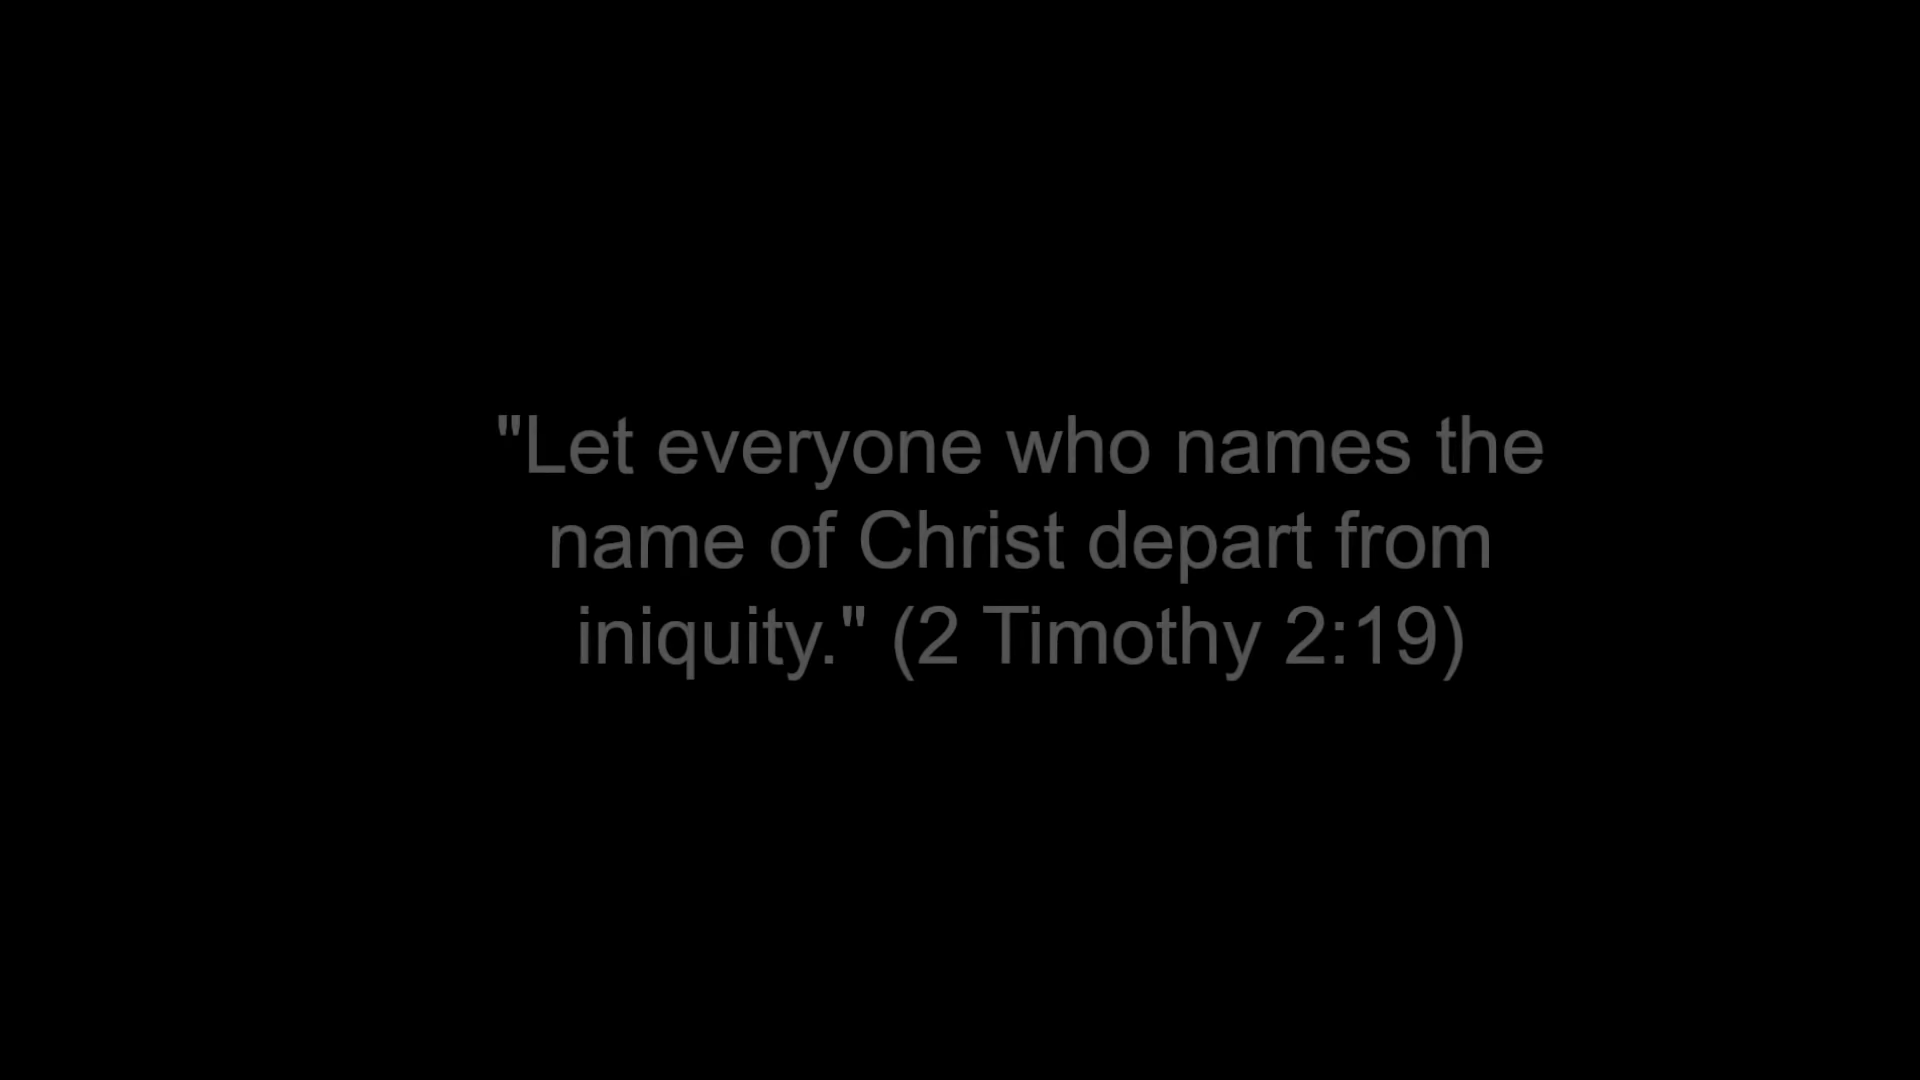 "Let everyone who names the
name of Christ depart from
iniquity." (2 Timothy 2:19)